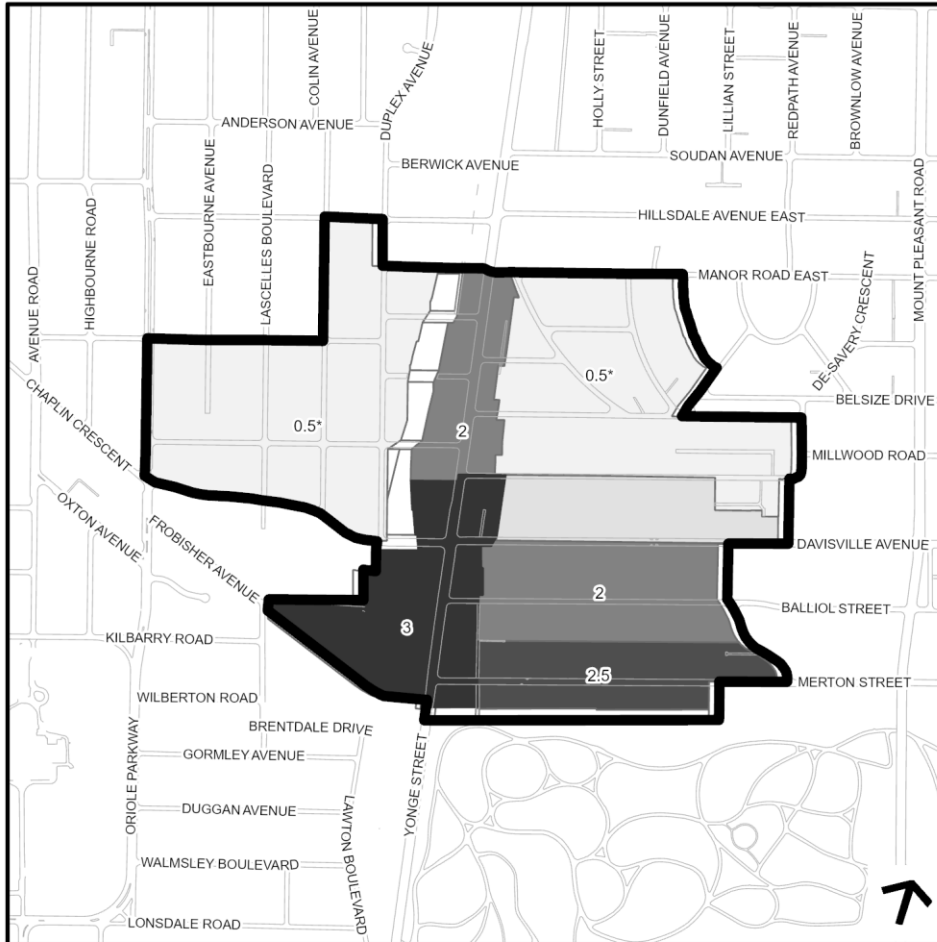 COLIN AVENUE
DUPLEX AVENUE
HOLLY STREET
DUNFIELD AVENUE
LILLIAN STREET
REDPATH AVENUE
BROWNLOW AVENUE
ANDERSON AVENUE
BERWICK AVENUE
SOUDAN AVENUE
HIGHBOURNE ROAD
EASTBOURNE AVENUE
LASCELLES BOULEVARD
HILLSDALE AVENUE EAST
MOUNT PLEASANT ROAD
AVENUE ROAD
MANOR ROAD EAST
DE-SAVERY CRESCENT
CHAPLIN CRESCENT
0.5*
0.5*
BELSIZE DRIVE
2
MILLWOOD ROAD
OXTON AVENUE
FROBISHER AVENUE
DAVISVILLE AVENUE
2
BALLIOL STREET
3
KILBARRY ROAD
2.5
MERTON STREET
WILBERTON ROAD
BRENTDALE DRIVE
GORMLEY AVENUE
ORIOLE PARKWAY
YONGE STREET
DUGGAN AVENUE
LAWTON BOULEVARD
WALMSLEY BOULEVARD
LONSDALE ROAD